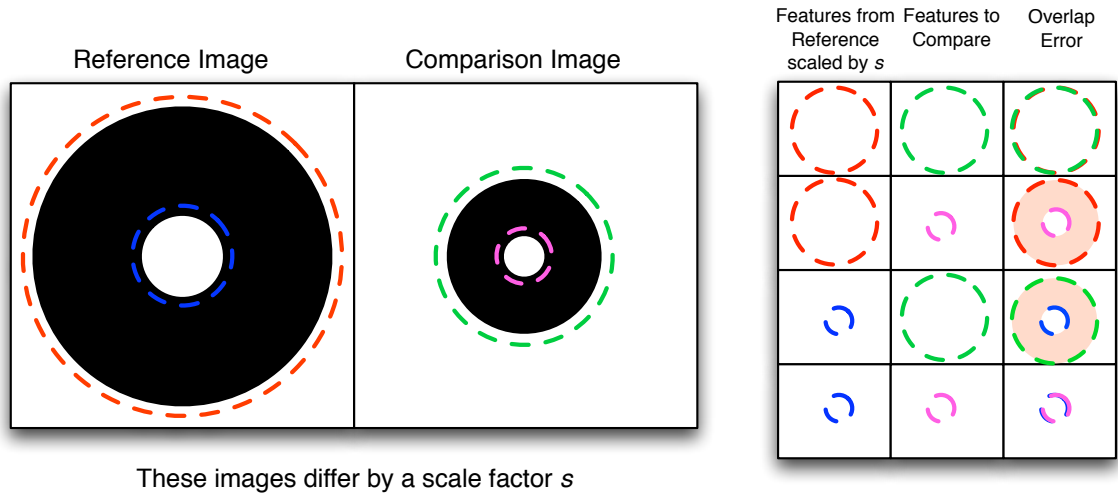 Reference Image
Comparison Image
These images differ by a scale factor s
Features from
Reference
scaled by s
Features to
Compare
Overlap
Error